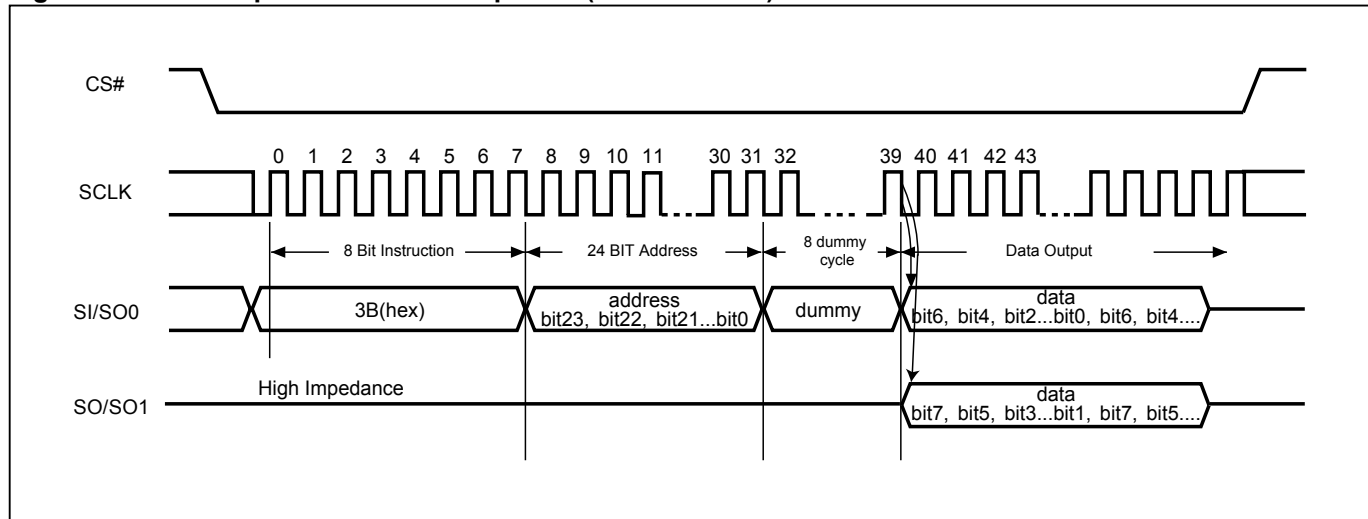 CS#
0 1 2 3 4 5 6 7 8 9 10 11 30 31 32 39 40 41 42 43
SCLK
8 Bit Instruction
24 BIT Address
8 dummy
cycle
Data Output
SI/SO0
3B(hex)
address
bit23, bit22, bit21...bit0
dummy
data
bit6, bit4, bit2...bit0, bit6, bit4....
High Impedance
SO/SO1
data
bit7, bit5, bit3...bit1, bit7, bit5....